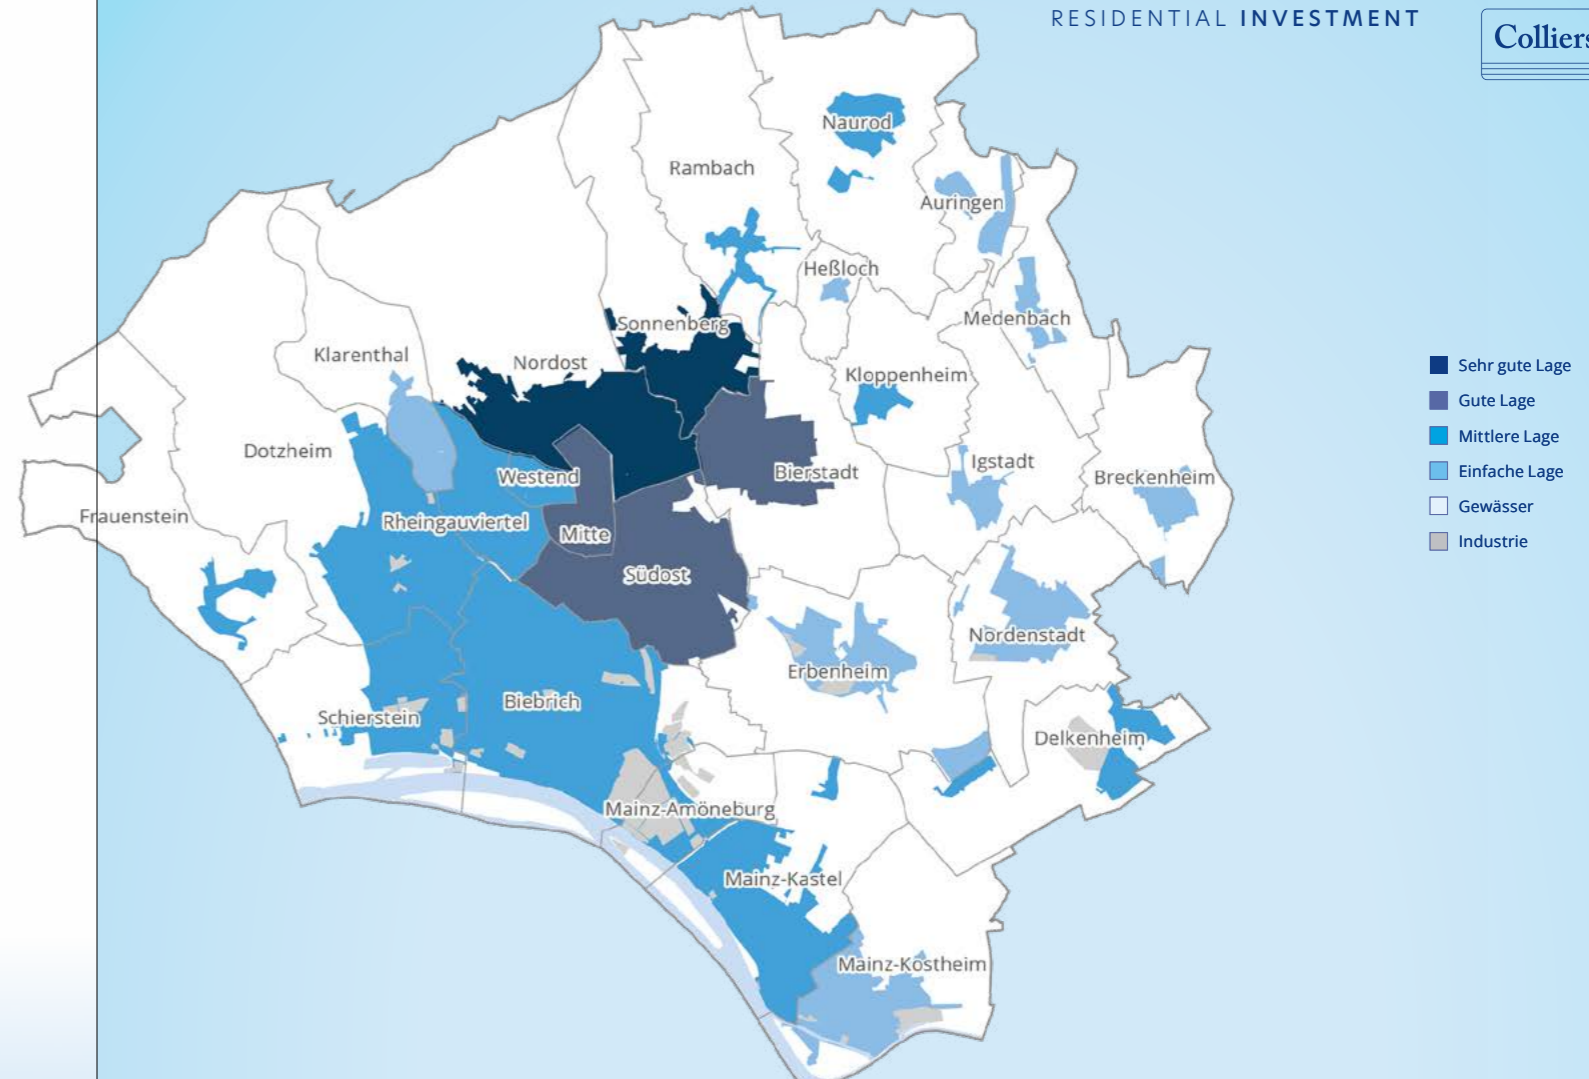 RESIDENTIAL INVESTMENT
Colliers
Naurod
Rambach
Auringen
Heßloch
Medenbach
Sonnenberg
Klarenthal
Nordost
Kloppenheim
Dotzheim
Westend
Bierstadt
Igstadt
Breckenheim
Frauenstein
Rheingauviertel
Mitte
Südost
Nordenstadt
Erbenheim
Biebrich
Schierstein
Delkenheim
Mainz-Amöneburg
Mainz-Kastel
Mainz-Kostheim
Sehr gute Lage
Gute Lage
Mittlere Lage
Einfache Lage
Gewässer
Industrie